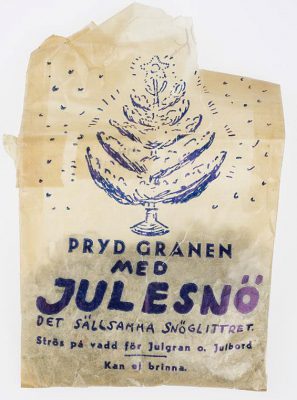 PRYD GRANEN
MED
JULESNÖ
DET SÄLLSAMMA SNÖGLITTRET.
Strös på vadd för Julgran o. Julbord
Kan ej brinna.